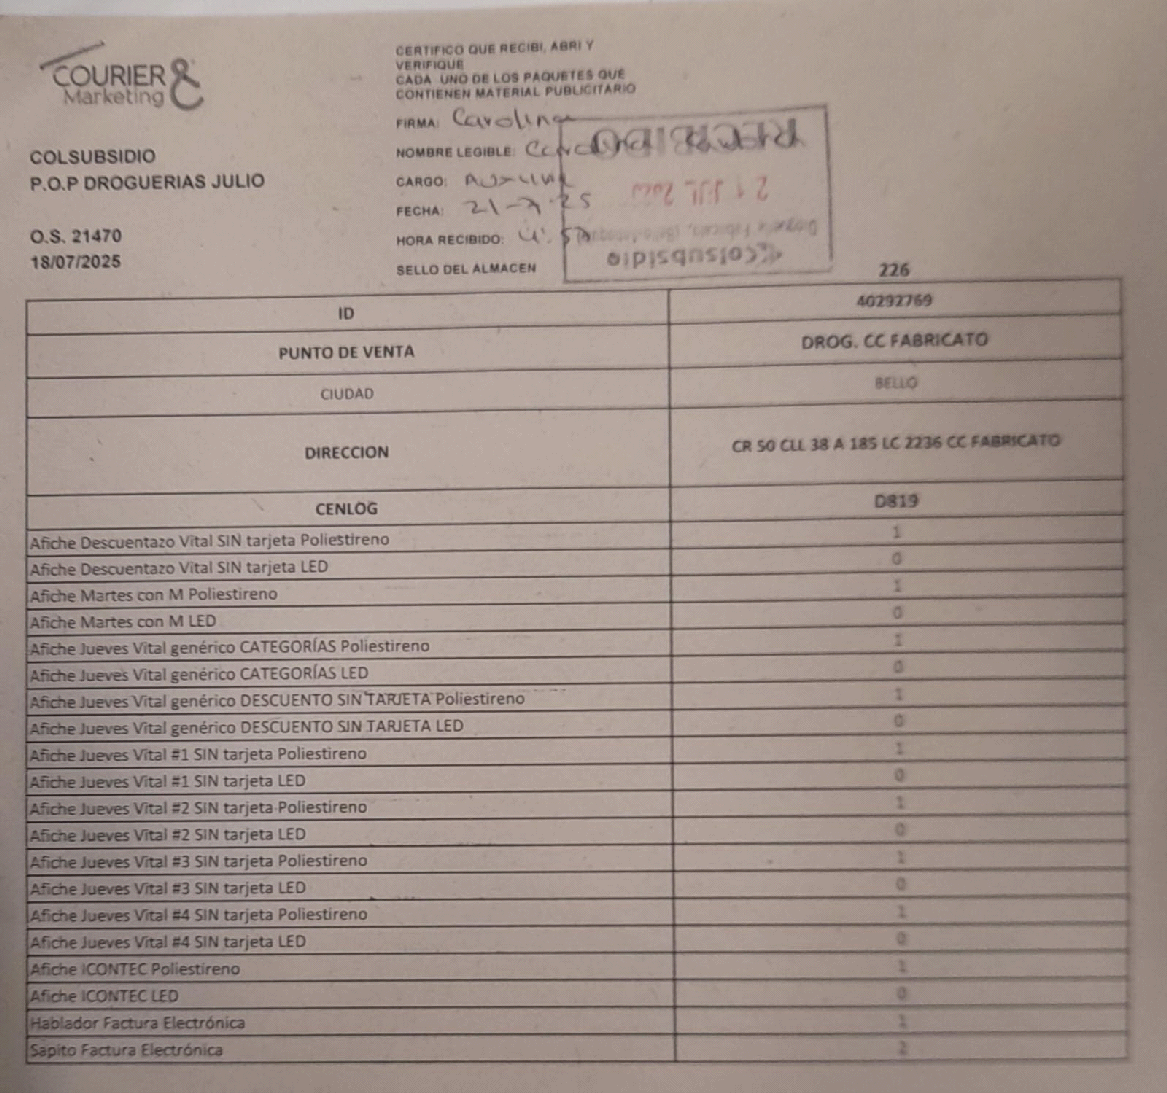 COURIER &
Marketing
CERTIFICO QUE RECIBI, ABRI Y
VERIFIQUE
CADA UNO DE LOS PAQUETES QUE
CONTIENEN MATERIAL PUBLICITARIO
FIRMA: Carolina
NOMBRE LEGIBLE:
CARGO: Auxiliar
FECHA: 21-7-25
HORA RECIBIDO:
SELLO DEL ALMACEN
RECIBIDO
21 JUL
Colsubsidio
COLSUBSIDIO
P.O.P DROGUERIAS JULIO
O.S. 21470
18/07/2025
226
ID 40292769
PUNTO DE VENTA DROG. CC FABRICATO
CIUDAD BELLO
DIRECCION CR 50 CLL 38 A 185 LC 2236 CC FABRICATO
CENLOG D819
Afiche Descuentazo Vital SIN tarjeta Poliestireno 1
Afiche Descuentazo Vital SIN tarjeta LED 0
Afiche Martes con M Poliestireno 1
Afiche Martes con M LED 0
Afiche Jueves Vital genérico CATEGORÍAS Poliestireno 1
Afiche Jueves Vital genérico CATEGORÍAS LED 0
Afiche Jueves Vital genérico DESCUENTO SIN TARJETA Poliestireno 1
Afiche Jueves Vital genérico DESCUENTO SIN TARJETA LED 0
Afiche Jueves Vital #1 SIN tarjeta Poliestireno 1
Afiche Jueves Vital #1 SIN tarjeta LED 0
Afiche Jueves Vital #2 SIN tarjeta Poliestireno 1
Afiche Jueves Vital #2 SIN tarjeta LED 0
Afiche Jueves Vital #3 SIN tarjeta Poliestireno 1
Afiche Jueves Vital #3 SIN tarjeta LED 0
Afiche Jueves Vital #4 SIN tarjeta Poliestireno 1
Afiche Jueves Vital #4 SIN tarjeta LED 0
Afiche ICONTEC Poliestireno 1
Afiche ICONTEC LED 0
Hablador Factura Electrónica 1
Sapito Factura Electrónica 2